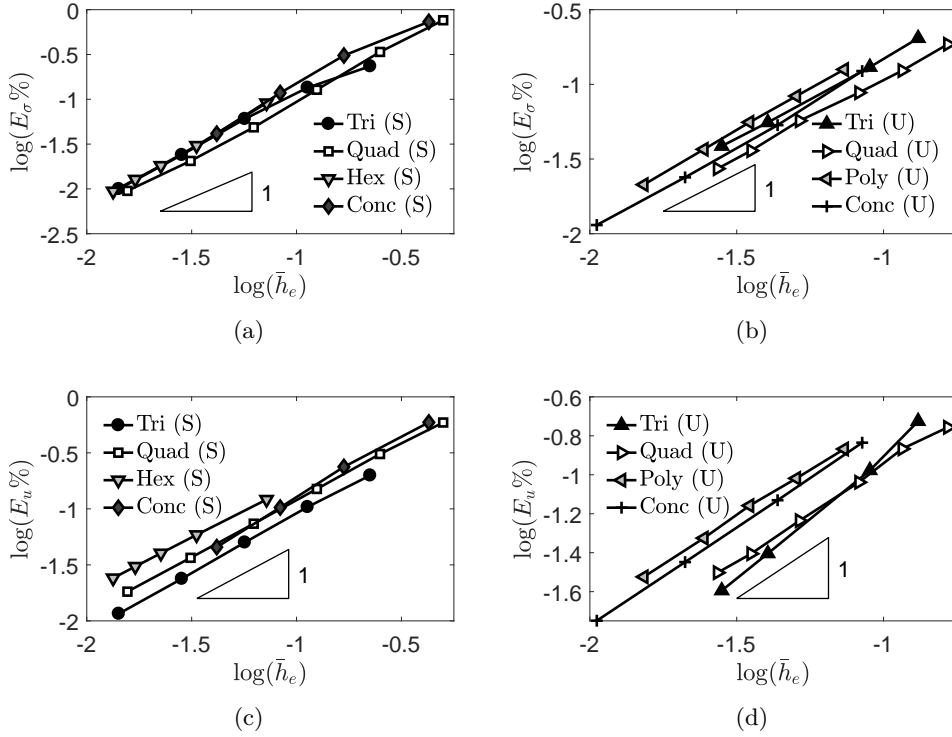 0
-0.5
-1
-1.5
-2
-2.5
-2
-1.5
-1
-0.5
log(E_σ%)
log(h̄_e)
Tri (S)
Quad (S)
Hex (S)
Conc (S)
1
(a)
-0.5
-1
-1.5
-2
-2
-1.5
-1
log(E_σ%)
log(h̄_e)
Tri (U)
Quad (U)
Poly (U)
Conc (U)
1
(b)
0
-0.5
-1
-1.5
-2
-2
-1.5
-1
-0.5
log(E_u%)
log(h̄_e)
Tri (S)
Quad (S)
Hex (S)
Conc (S)
1
(c)
-0.6
-0.8
-1
-1.2
-1.4
-1.6
-2
-1.5
-1
log(E_u%)
log(h̄_e)
Tri (U)
Quad (U)
Poly (U)
Conc (U)
1
(d)